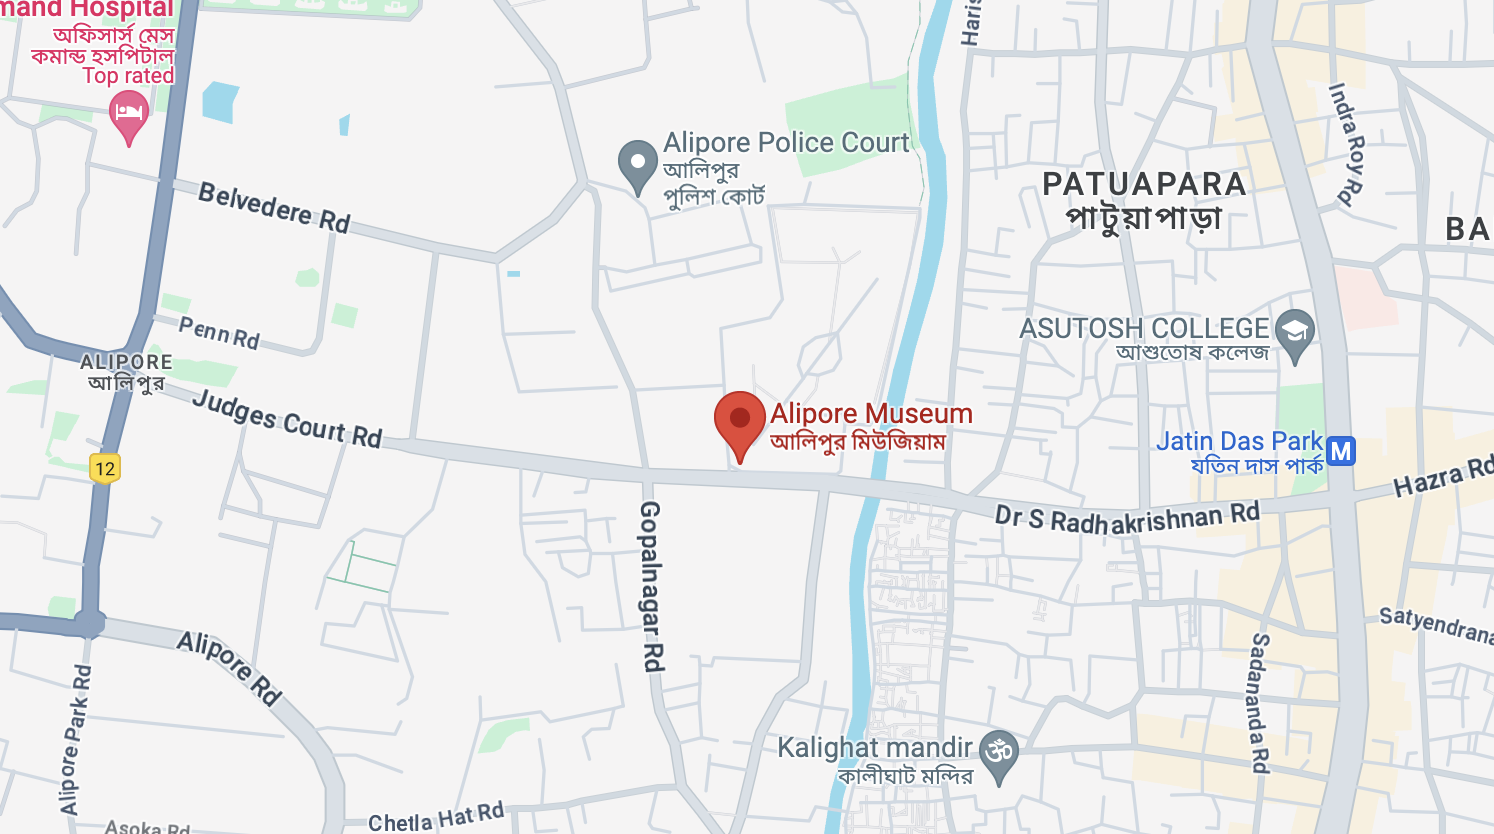 mand Hospital
অফিসার্স মেস
কমান্ড হসপিটাল
Top rated
Haris
Indra Roy Rd
Alipore Police Court
আলিপুর
পুলিশ কোর্ট
PATUAPARA
পাটুয়াপাড়া
BA
Belvedere Rd
Penn Rd
ASUTOSH COLLEGE
আশুতোষ কলেজ
ALIPORE
আলিপুর
Judges Court Rd
Alipore Museum
আলিপুর মিউজিয়াম
Jatin Das Park
যতিন দাস পার্ক
M
12
Hazra Rd
Dr S Radhakrishnan Rd
Gopalnagar Rd
Satyendrana
Alipore Rd
Sadananda Rd
Alipore Park Rd
Kalighat mandir
কালীঘাট মন্দির
ॐ
Chetla Hat Rd
Asoka Rd